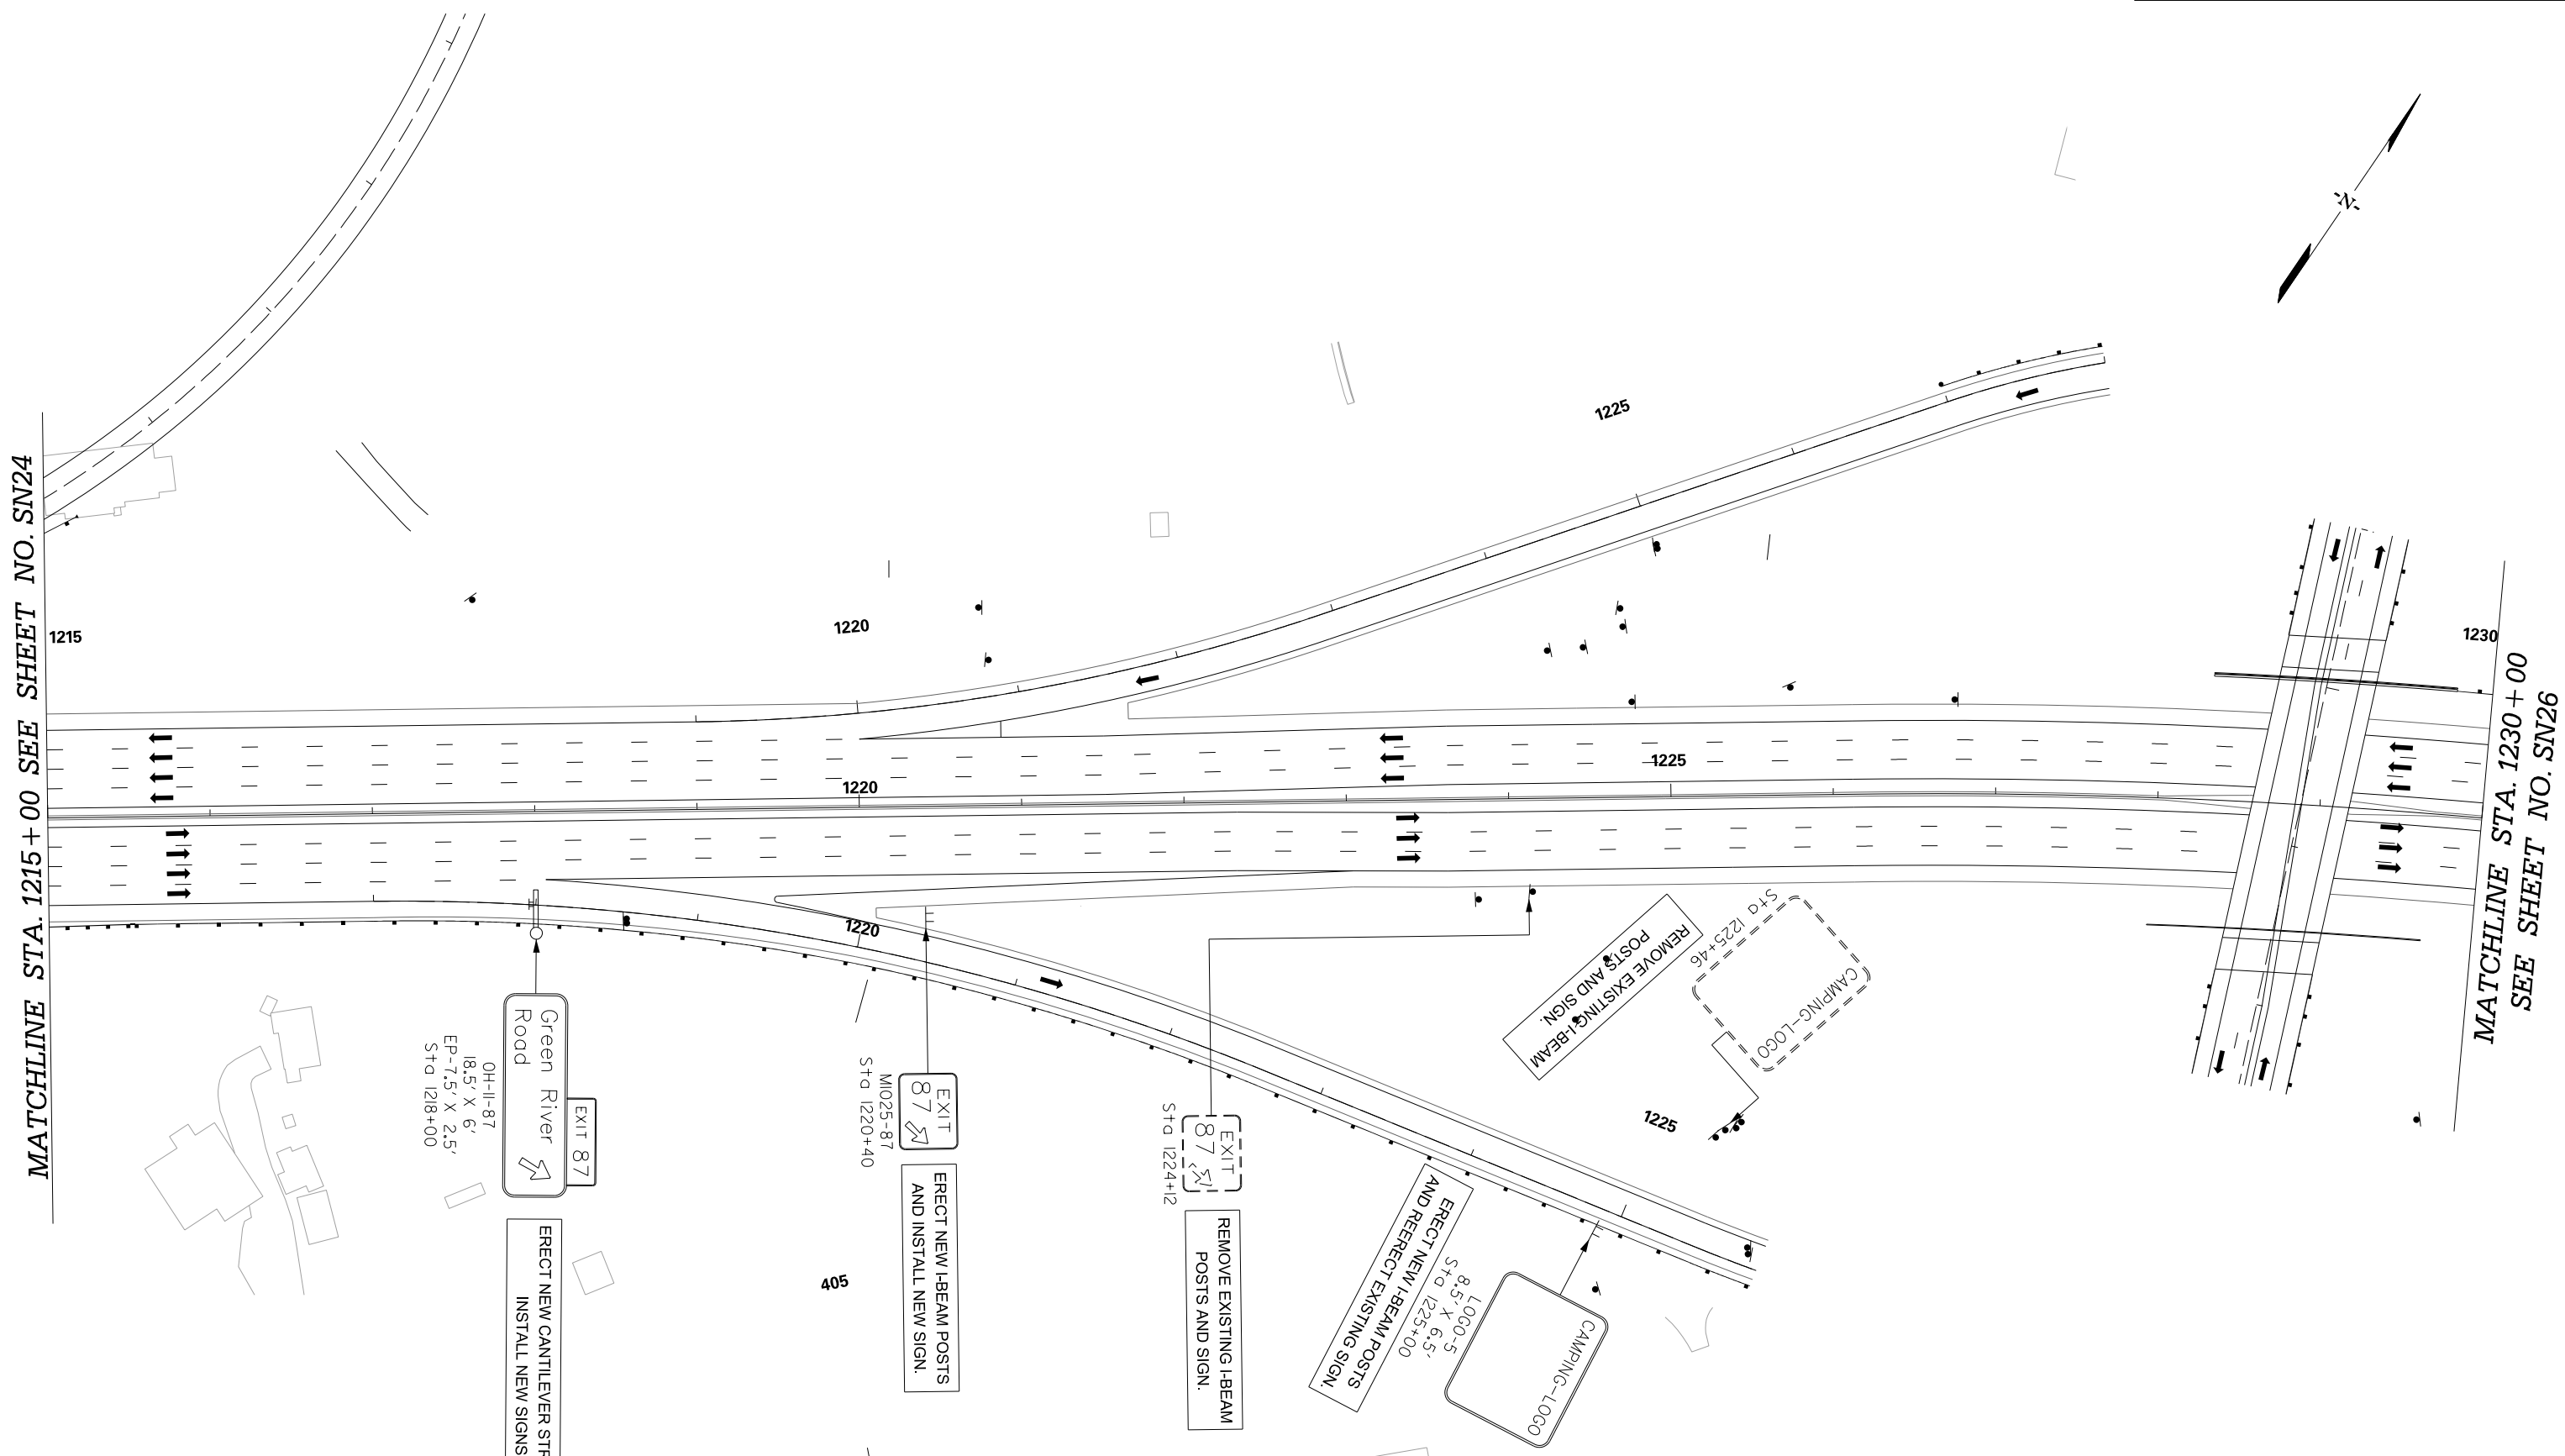 MATCHLINE STA. 1215+00 SEE SHEET NO. SN24
1215
1220
1225
1230
-N-
1220
1225
MATCHLINE STA. 1230+00
SEE SHEET NO. SN26
1220
1225
405
EXIT 87
Green River
Road
OH-11-87
18.5' X 6'
EP-7.5' X 2.5'
Sta 1218+00
ERECT NEW CANTILEVER
INSTALL NEW SIGNS
EXIT
87
M1025-87
Sta 1220+40
ERECT NEW I-BEAM POSTS
AND INSTALL NEW SIGN.
EXIT
87
Sta 1224+12
REMOVE EXISTING I-BEAM
POSTS AND SIGN.
CAMPING-LOGO
LOGO-5
8.5' X 6.5'
Sta 1225+00
ERECT NEW I-BEAM POSTS
AND REERECT EXISTING SIGN.
CAMPING-LOGO
Sta 1225+46
REMOVE EXISTING I-BEAM
POSTS AND SIGN.